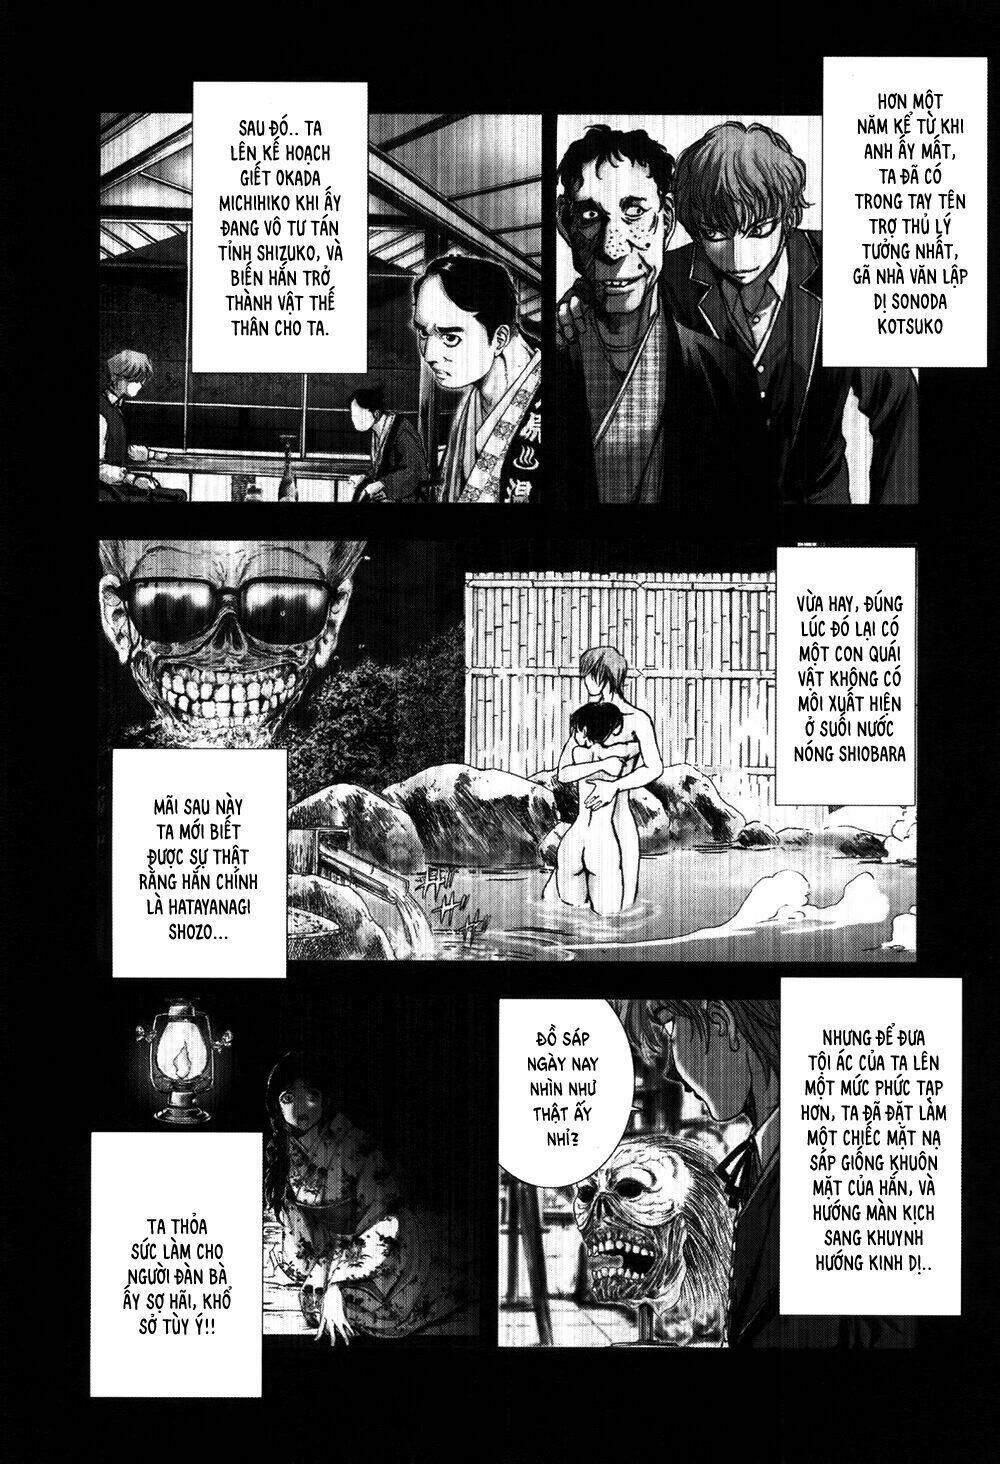 HƠN MỘT
NĂM KỂ TỪ KHI
ANH ẤY MẤT,
TA ĐÃ CÓ
TRONG TAY TÊN
TRỢ THỦ LÝ
TƯỞNG NHẤT,
GÃ NHÀ VĂN LẬP
DỊ SONODA
KOTSUKO
SAU ĐÓ.. TA
LÊN KẾ HOẠCH
GIẾT OKADA
MICHIHIKO KHI ẤY
ĐANG VÔ TƯ TÁN
TỈNH SHIZUKO, VÀ
BIẾN HẮN TRỞ
THÀNH VẬT THẾ
THÂN CHO TA.
VỪA HAY, ĐÚNG
LÚC ĐÓ LẠI CÓ
MỘT CON QUÁI
VẬT KHÔNG CÓ
MÔI XUẤT HIỆN
Ở SUỐI NƯỚC
NÓNG SHIOBARA
MÃI SAU NÀY
TA MỚI BIẾT
ĐƯỢC SỰ THẬT
RẰNG HẮN CHÍNH
LÀ HATAYANAGI
SHOZO...
NHƯNG ĐỂ ĐƯA
TỘI ÁC CỦA TA LÊN
MỘT MỨC PHỨC TẠP
HƠN, TA ĐÃ ĐẶT LÀM
MỘT CHIẾC MẶT NẠ
SÁP GIỐNG KHUÔN
MẶT CỦA HẮN, VÀ
HƯỚNG MÀN KỊCH
SANG KHUYNH
HƯỚNG KINH DỊ..
ĐỒ SÁP
NGÀY NAY
NHÌN NHƯ
THẬT ẤY
NHỈ?
TA THỎA
SỨC LÀM CHO
NGƯỜI ĐÀN BÀ
ẤY SỢ HÃI, KHỔ
SỞ TÙY Ý!!